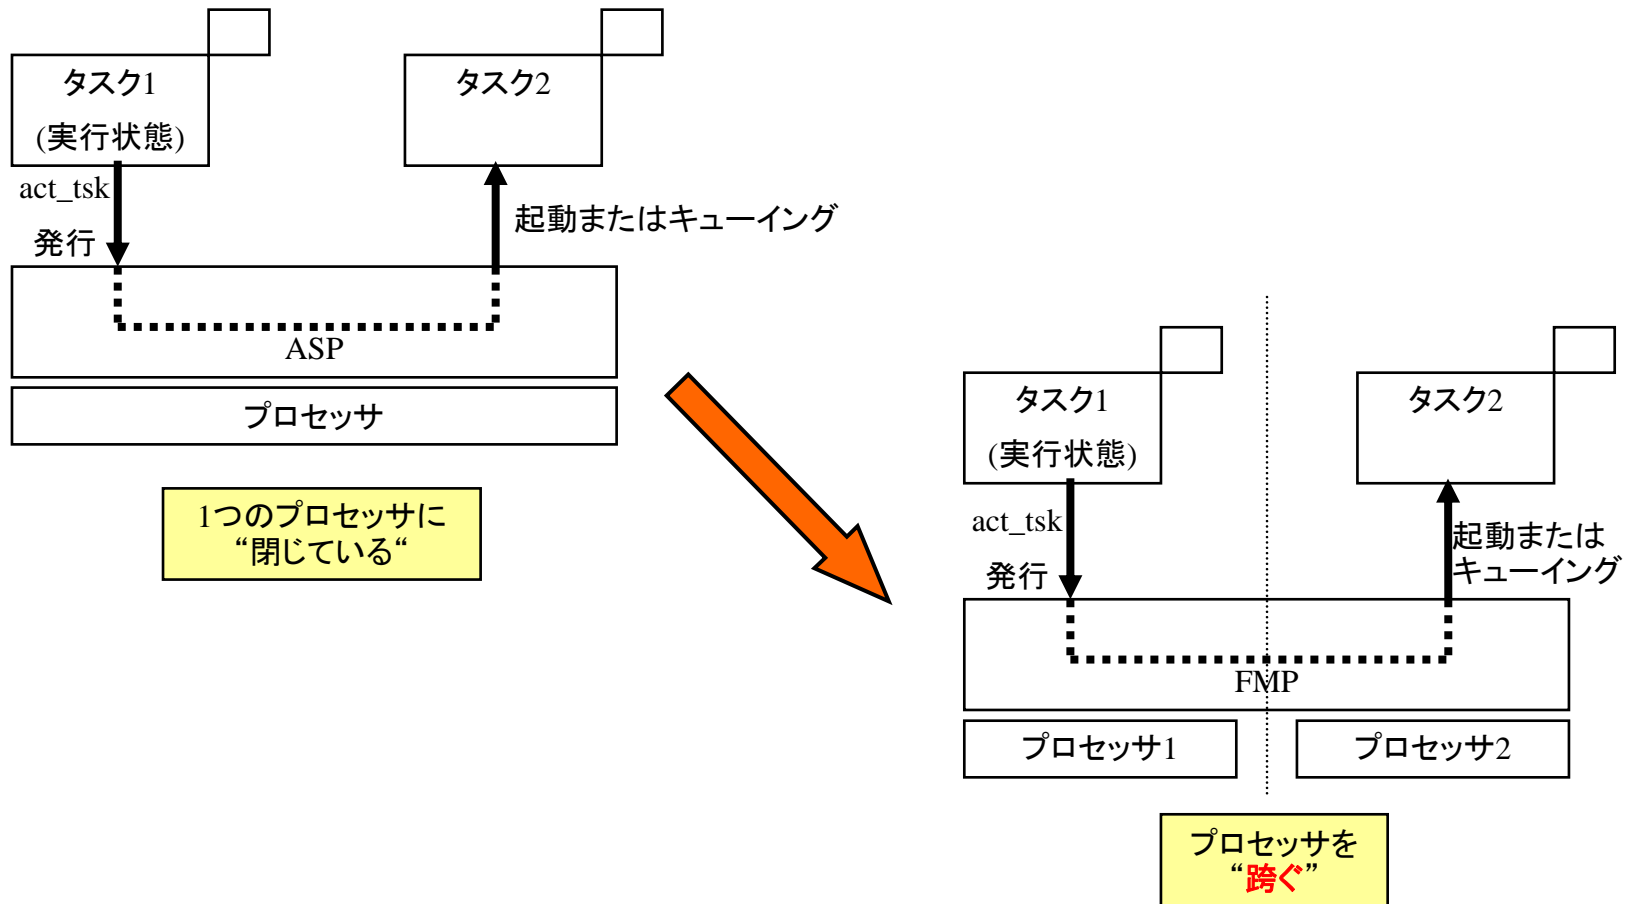 タスク1
(実行状態)
タスク2
act_tsk
発行
起動またはキューイング
ASP
プロセッサ
1つのプロセッサに
“閉じている“
タスク1
(実行状態)
タスク2
act_tsk
発行
起動または
キューイング
FMP
プロセッサ1
プロセッサ2
プロセッサを
“跨ぐ”